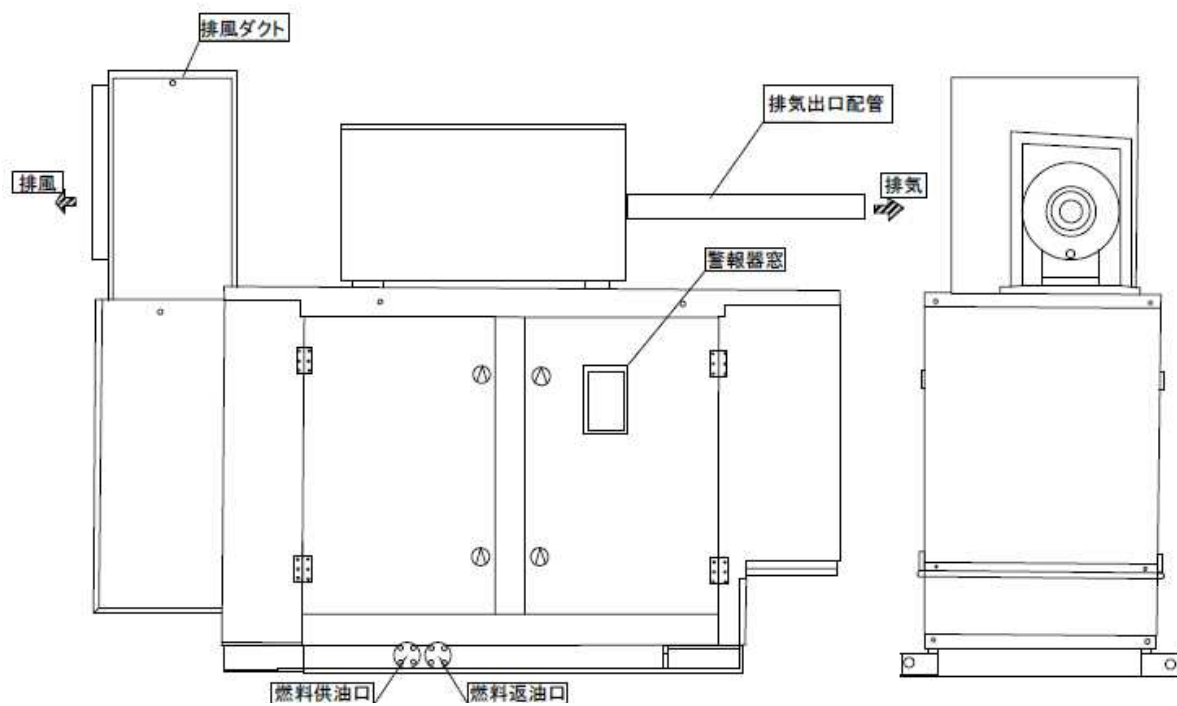 排風ダクト
排気出口配管
排風
排気
警報器窓
燃料供油口
燃料返油口